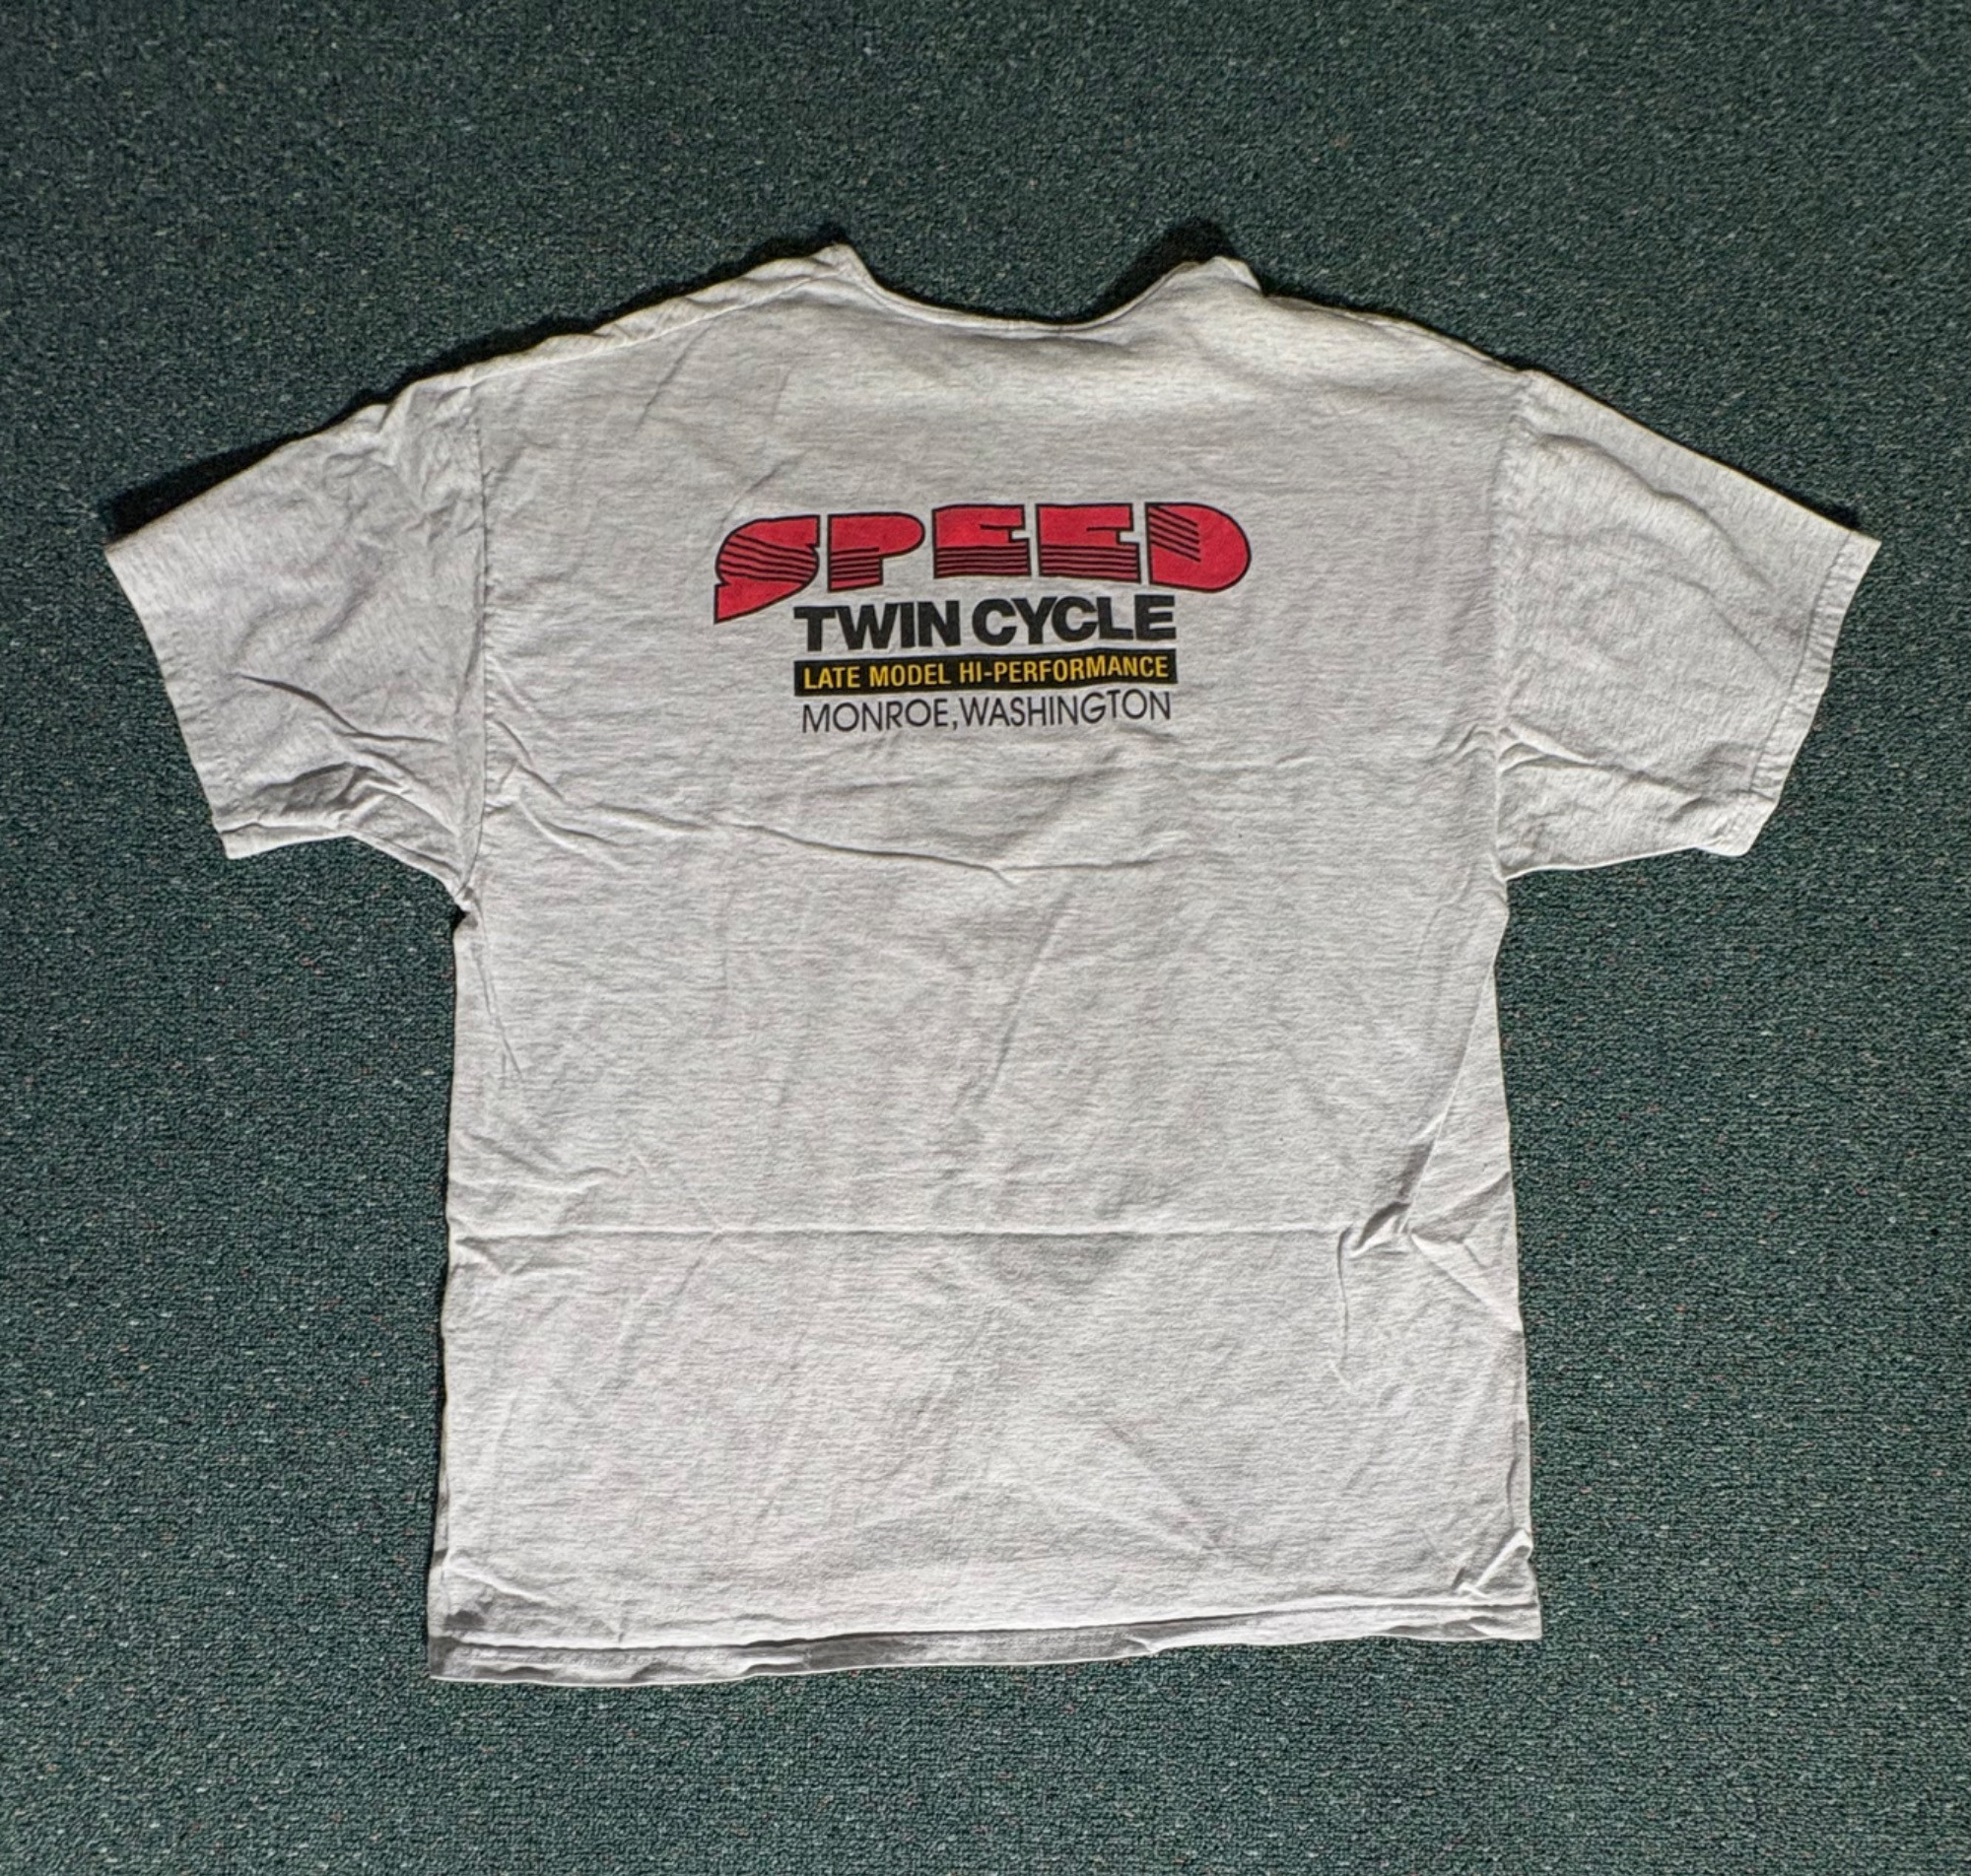 SPEED
TWIN CYCLE
LATE MODEL HI-PERFORMANCE
MONROE, WASHINGTON